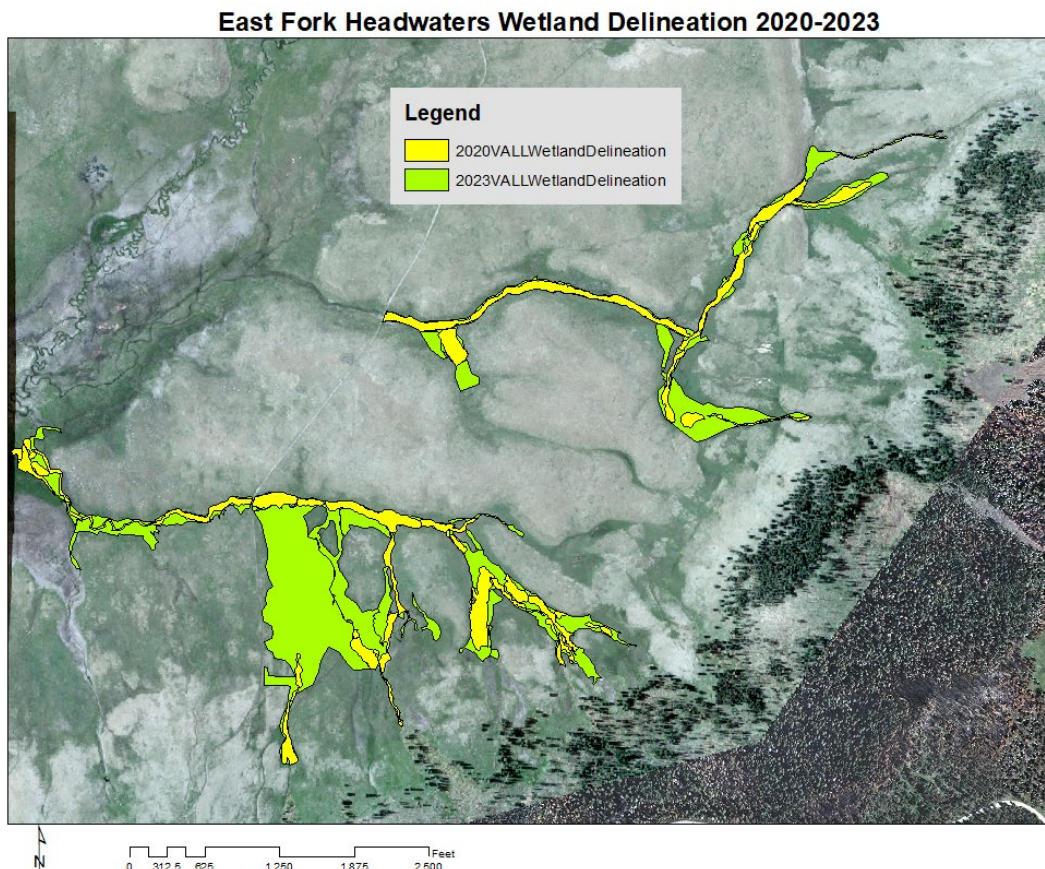 East Fork Headwaters Wetland Delineation 2020-2023
Legend
2020VALLWetlandDelineation
2023VALLWetlandDelineation
N
0 312.5 625 1,250 1,875 2,500 Feet